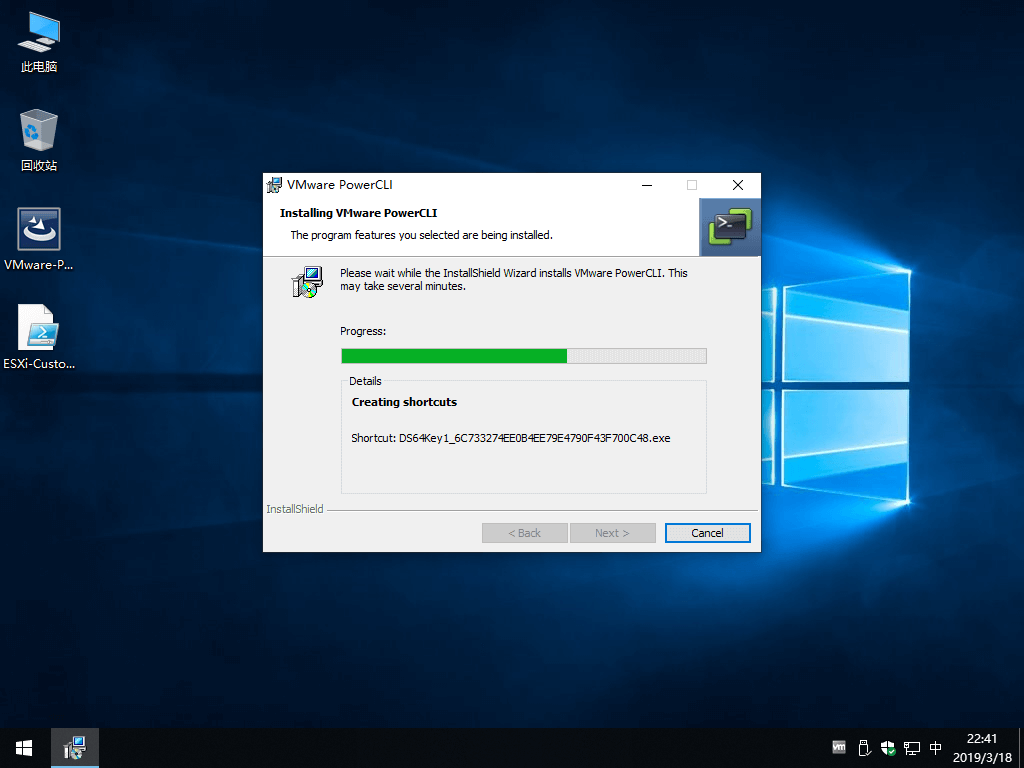 此电脑
回收站
VMware-P...
ESXi-Custo...
VMware PowerCLI
Installing VMware PowerCLI
The program features you selected are being installed.
Please wait while the InstallShield Wizard installs VMware PowerCLI. This
may take several minutes.
Progress:
Details
Creating shortcuts
Shortcut: DS64Key1_6C733274EE0B4EE79E4790F43F700C48.exe
InstallShield
< Back
Next >
Cancel
vm
中
22:41
2019/3/18